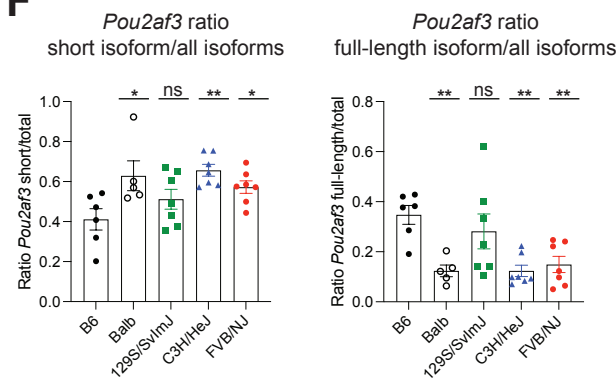 F
Pou2af3 ratio
short isoform/all isoforms
* ns ** *
Ratio Pou2af3 short/total
1.0
0.8
0.6
0.4
0.2
0.0
B6 Balb 129S/SvlmJ C3H/HeJ FVB/NJ
Pou2af3 ratio
full-length isoform/all isoforms
** ns ** **
Ratio Pou2af3 full-length/total
0.8
0.6
0.4
0.2
0.0
B6 Balb 129S/SvlmJ C3H/HeJ FVB/NJ